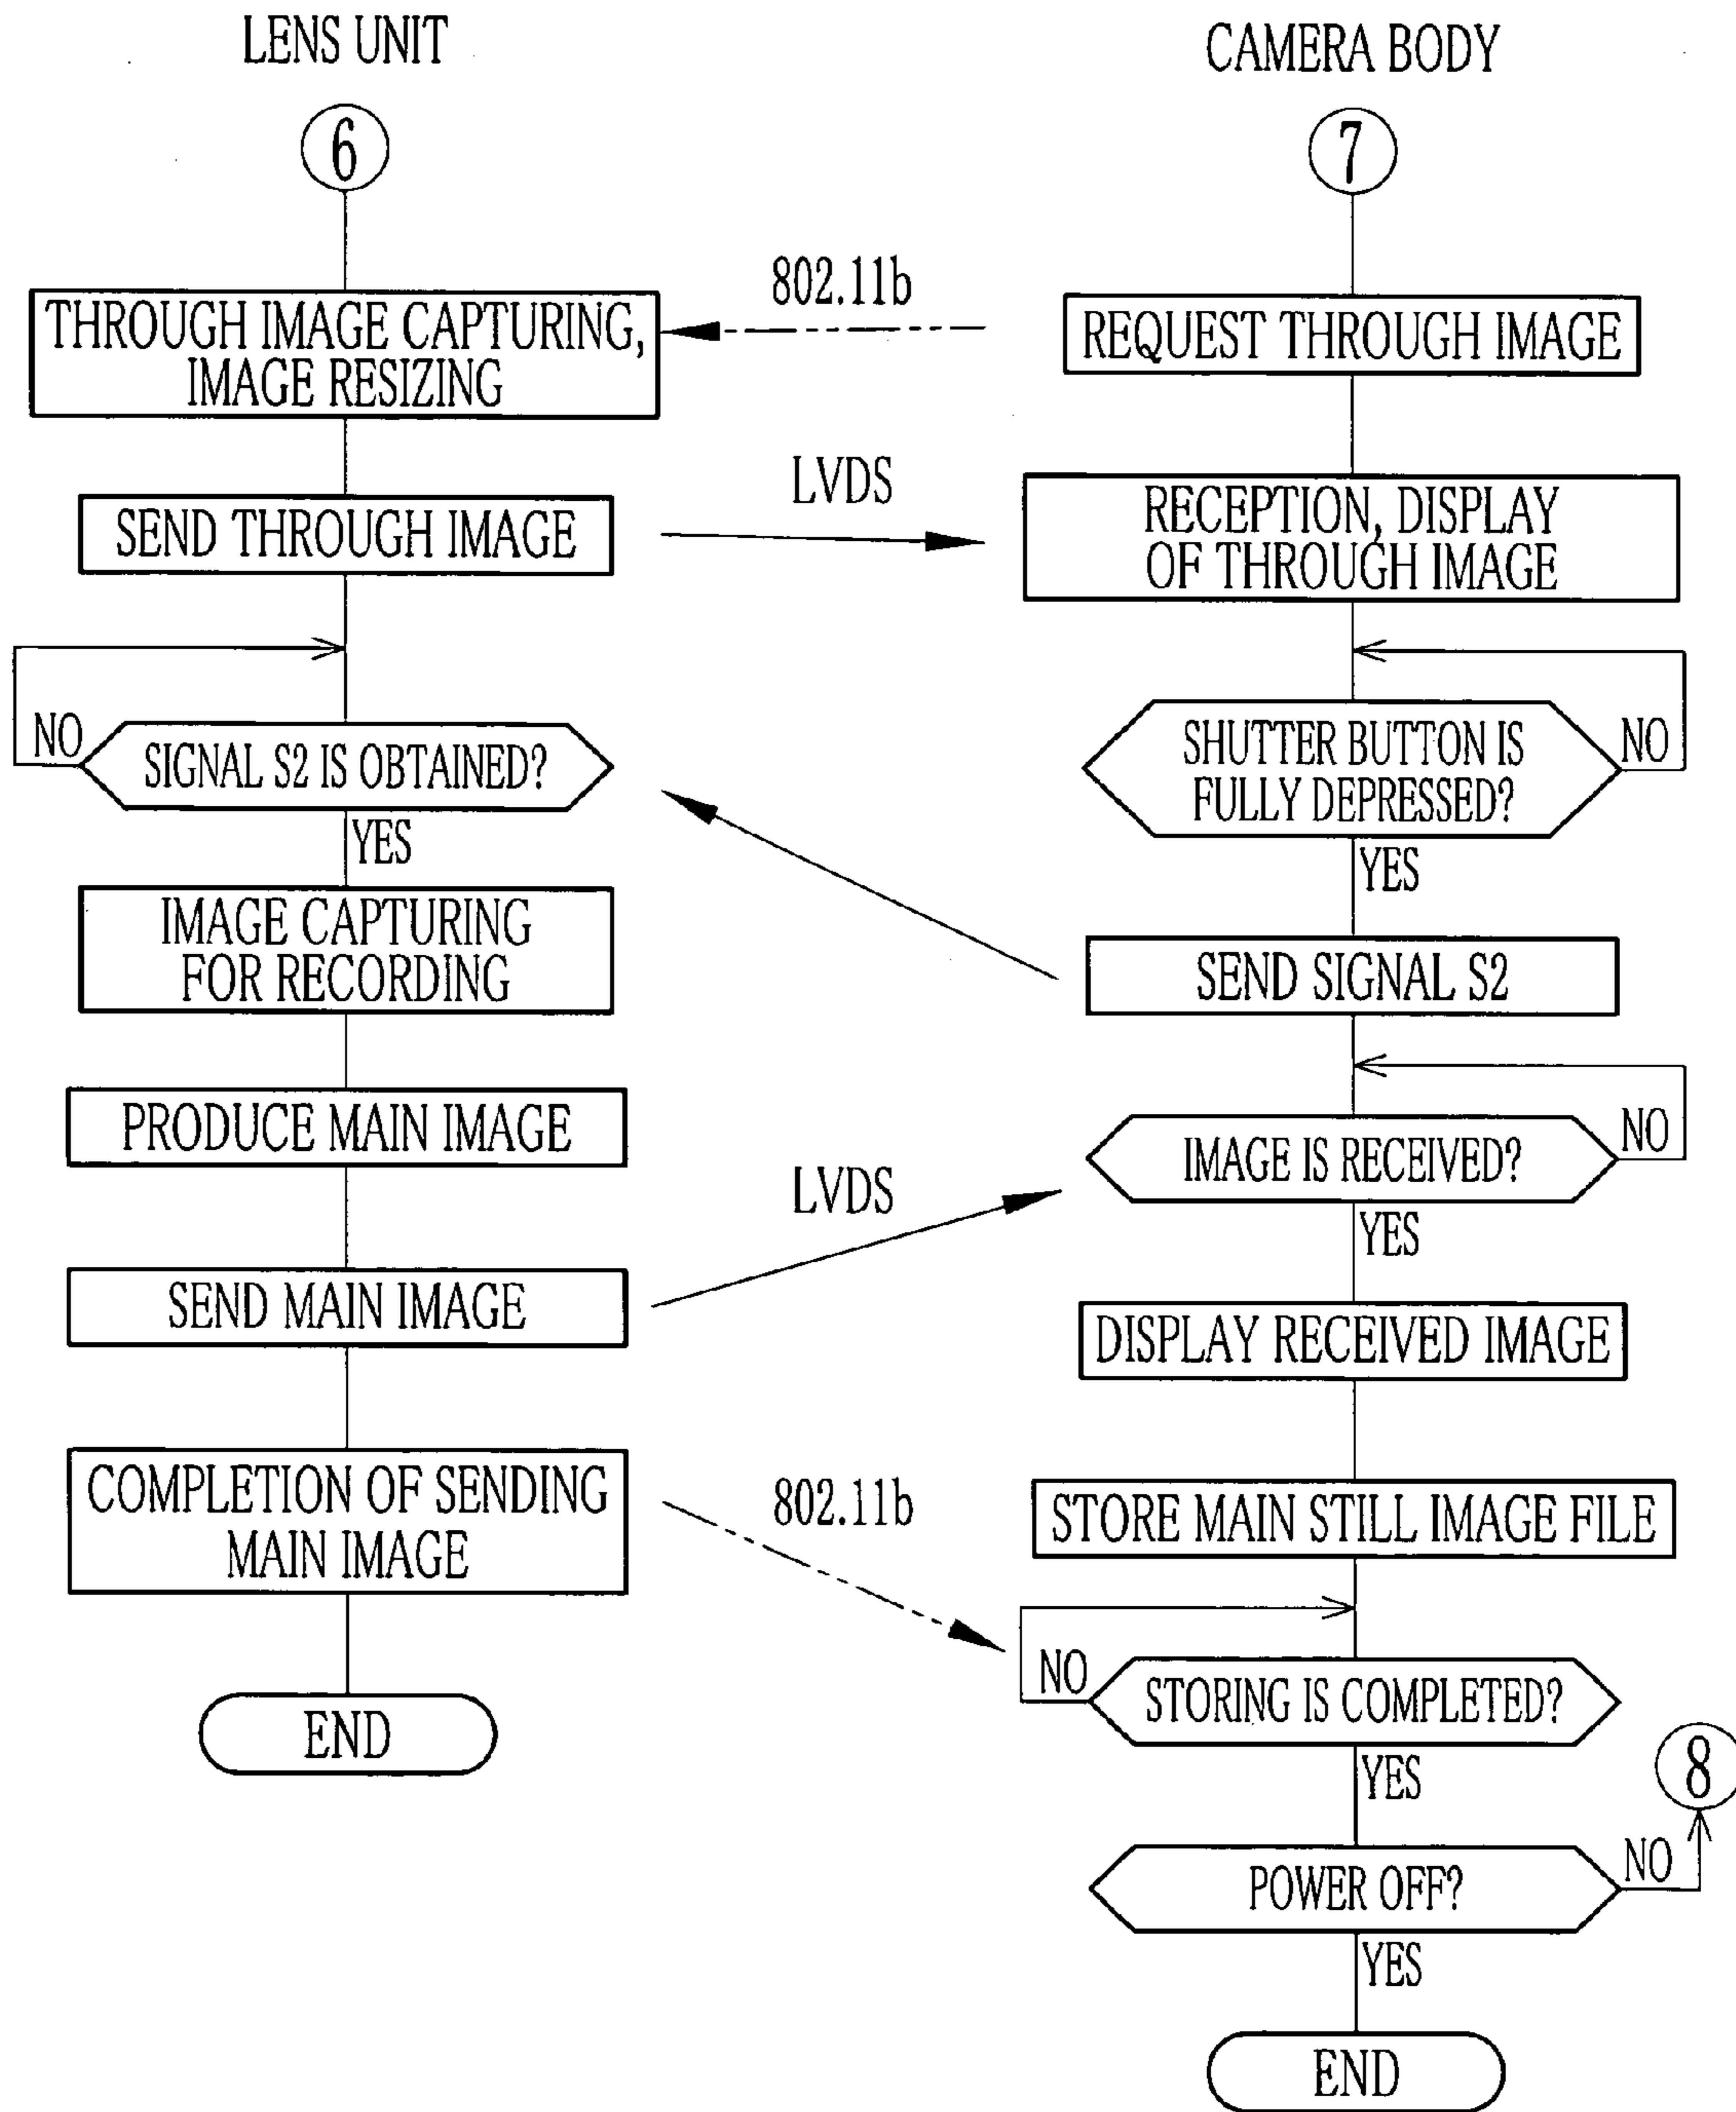 LENS UNIT
6
THROUGH IMAGE CAPTURING,
IMAGE RESIZING
SEND THROUGH IMAGE
NO
SIGNAL S2 IS OBTAINED?
YES
IMAGE CAPTURING
FOR RECORDING
PRODUCE MAIN IMAGE
SEND MAIN IMAGE
COMPLETION OF SENDING
MAIN IMAGE
END
802.11b
LVDS
LVDS
802.11b
CAMERA BODY
7
REQUEST THROUGH IMAGE
RECEPTION, DISPLAY
OF THROUGH IMAGE
SHUTTER BUTTON IS
FULLY DEPRESSED?
NO
YES
SEND SIGNAL S2
IMAGE IS RECEIVED?
NO
YES
DISPLAY RECEIVED IMAGE
STORE MAIN STILL IMAGE FILE
NO
STORING IS COMPLETED?
YES
8
POWER OFF?
NO
YES
END